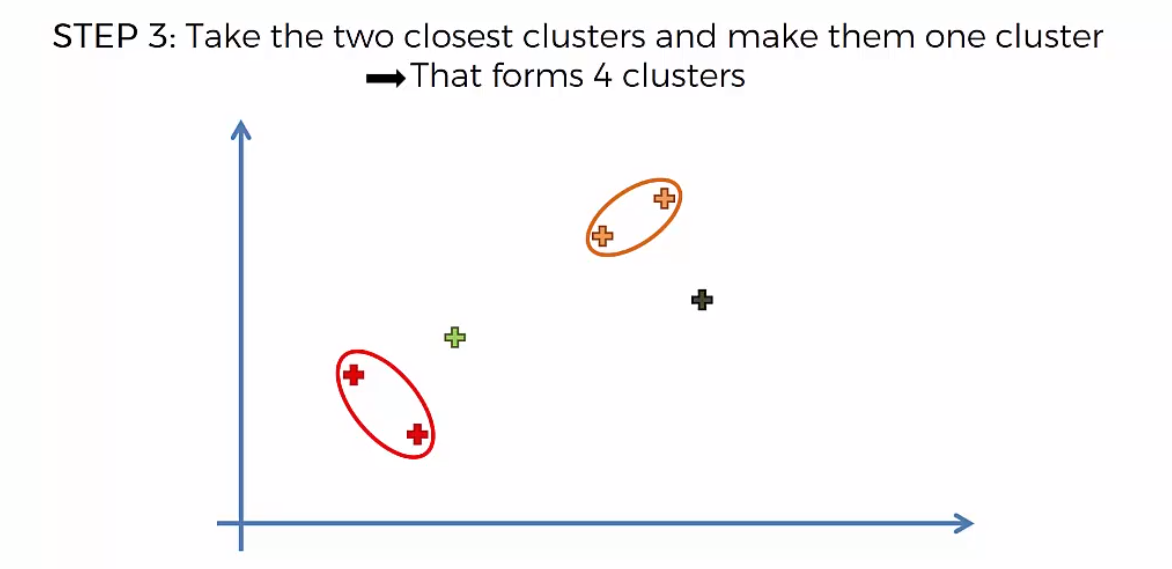 STEP 3: Take the two closest clusters and make them one cluster
➡That forms 4 clusters